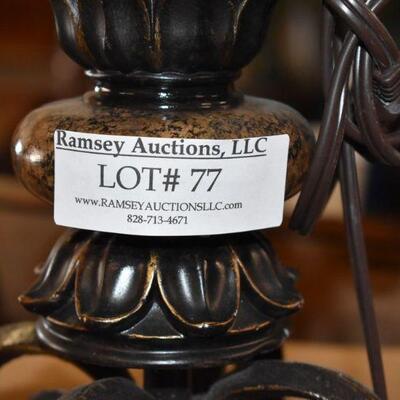 Ramsey Auctions, LLC
LOT# 77
www.RAMSEYAUCTIONSLLC.com
828-713-4671